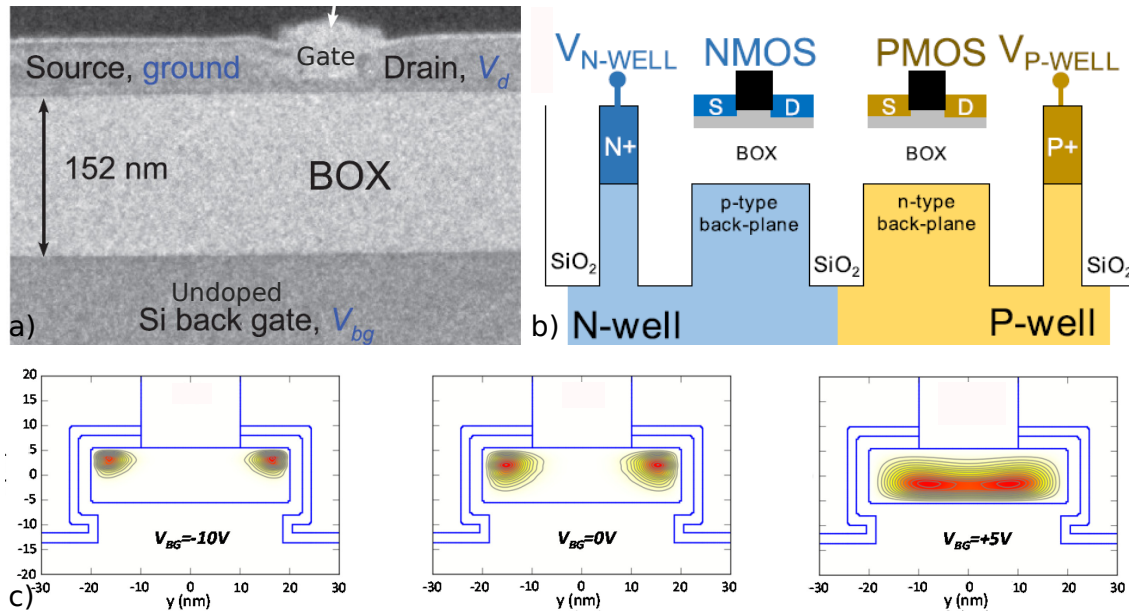 Gate
Source, ground
Drain, V_d
152 nm
BOX
Undoped
Si back gate, V_bg
a)
V_N-WELL
NMOS
PMOS
V_P-WELL
S
D
S
D
N+
P+
BOX
BOX
p-type
back-plane
n-type
back-plane
SiO₂
SiO₂
SiO₂
N-well
P-well
b)
20
15
10
5
0
-5
-10
-15
-20
V_BG=-10V
-30 -20 -10 0 10 20 30
y (nm)
V_BG=0V
-30 -20 -10 0 10 20 30
y (nm)
V_BG=+5V
-30 -20 -10 0 10 20 30
y (nm)
c)